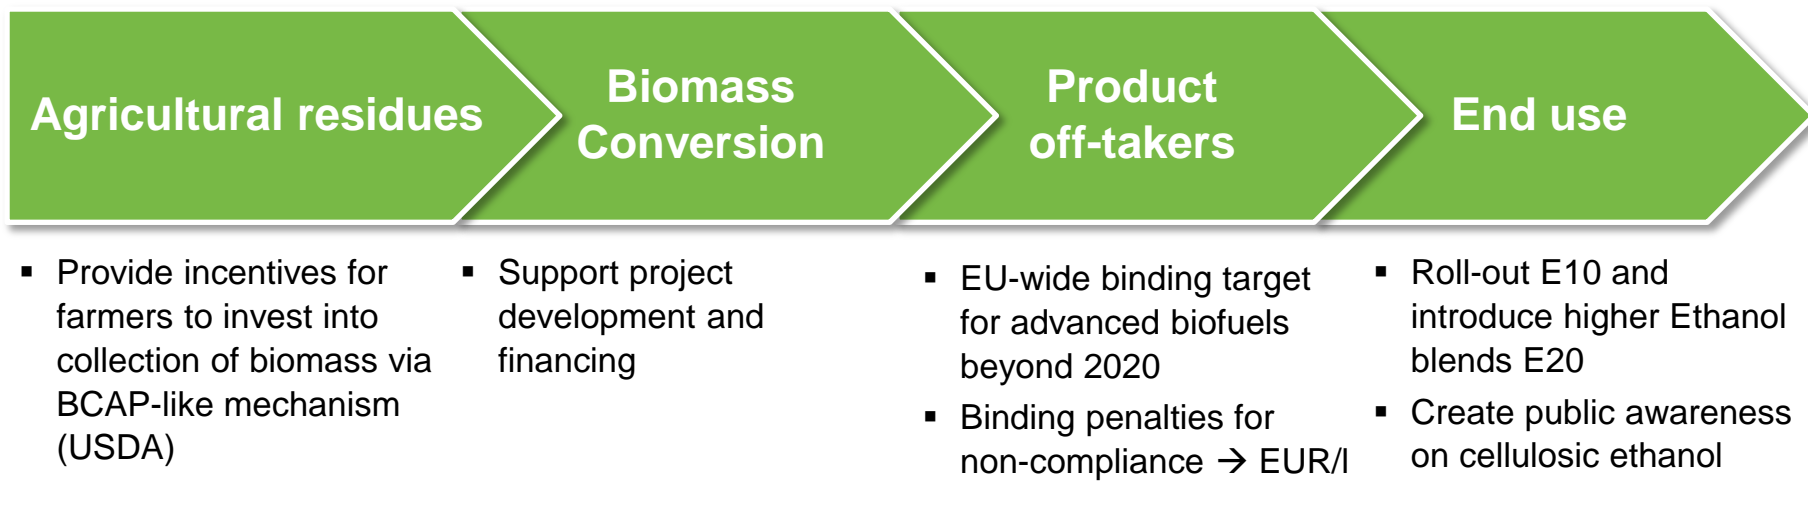 Agricultural residues
Biomass
Conversion
Product
off-takers
End use
▪ Provide incentives for
farmers to invest into
collection of biomass via
BCAP-like mechanism
(USDA)
▪ Support project
development and
financing
▪ EU-wide binding target
for advanced biofuels
beyond 2020
▪ Binding penalties for
non-compliance → EUR/l
▪ Roll-out E10 and
introduce higher Ethanol
blends E20
▪ Create public awareness
on cellulosic ethanol